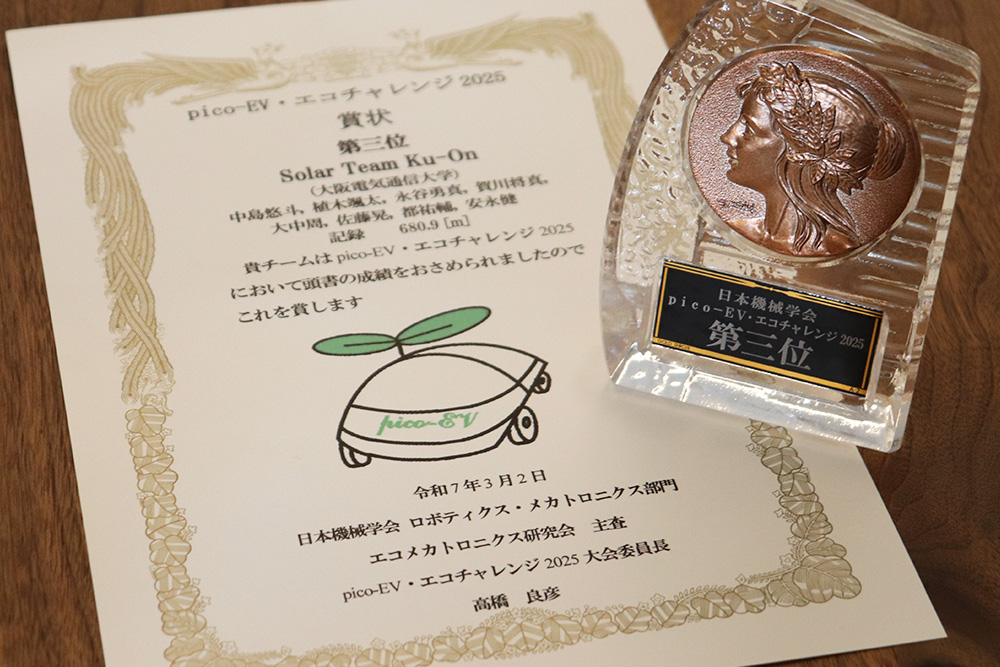 pico-EV・エコチャレンジ 2025
賞状
第三位
Solar Team Ku-On
(大阪電気通信大学)
中島悠斗, 植木颯太, 永谷勇真, 賀川将真,
大中周, 佐藤晃, 都祐輔, 安永健
記録 680.9 [m]
貴チームは pico-EV・エコチャレンジ 2025
において頭書の成績をおさめられましたので
これを賞します
pico-EV
令和7年3月2日
日本機械学会 ロボティクス・メカトロニクス部門
エコメカトロニクス研究会 主査
pico-EV・エコチャレンジ 2025 大会委員長
高橋 良彦
日本機械学会
pico-EV・エコチャレンジ2025
第三位